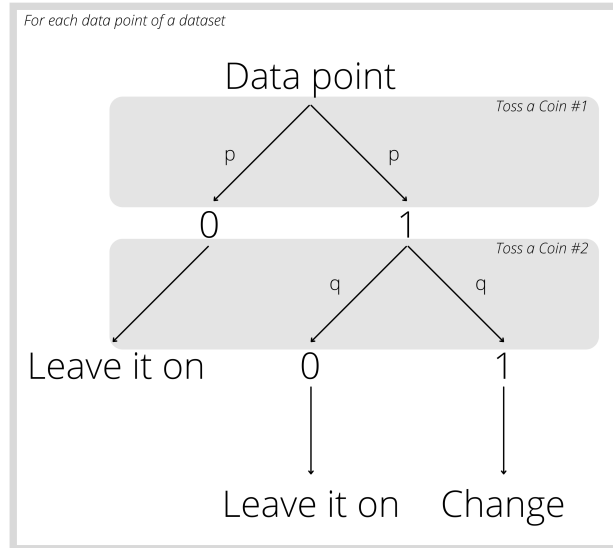 For each data point of a dataset
Data point
Toss a Coin #1
p
p
0
1
Toss a Coin #2
q
q
Leave it on
0
1
Leave it on
Change